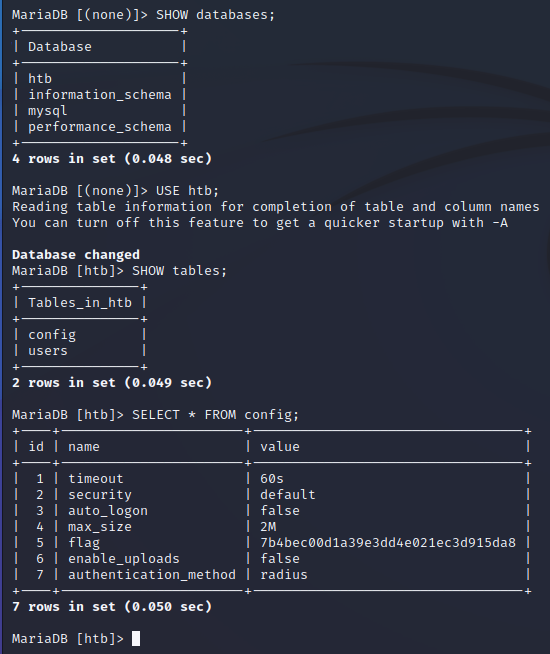 MariaDB [(none)]> SHOW databases;
+--------------------+
| Database           |
+--------------------+
| htb                |
| information_schema |
| mysql              |
| performance_schema |
+--------------------+
4 rows in set (0.048 sec)

MariaDB [(none)]> USE htb;
Reading table information for completion of table and column names
You can turn off this feature to get a quicker startup with -A

Database changed
MariaDB [htb]> SHOW tables;
+---------------+
| Tables_in_htb |
+---------------+
| config        |
| users         |
+---------------+
2 rows in set (0.049 sec)

MariaDB [htb]> SELECT * FROM config;
+----+-----------------------+----------------------------------+
| id | name                  | value                            |
+----+-----------------------+----------------------------------+
|  1 | timeout               | 60s                              |
|  2 | security              | default                          |
|  3 | auto_logon            | false                            |
|  4 | max_size              | 2M                               |
|  5 | flag                  | 7b4bec00d1a39e3dd4e021ec3d915da8 |
|  6 | enable_uploads        | false                            |
|  7 | authentication_method | radius                           |
+----+-----------------------+----------------------------------+
7 rows in set (0.050 sec)

MariaDB [htb]>